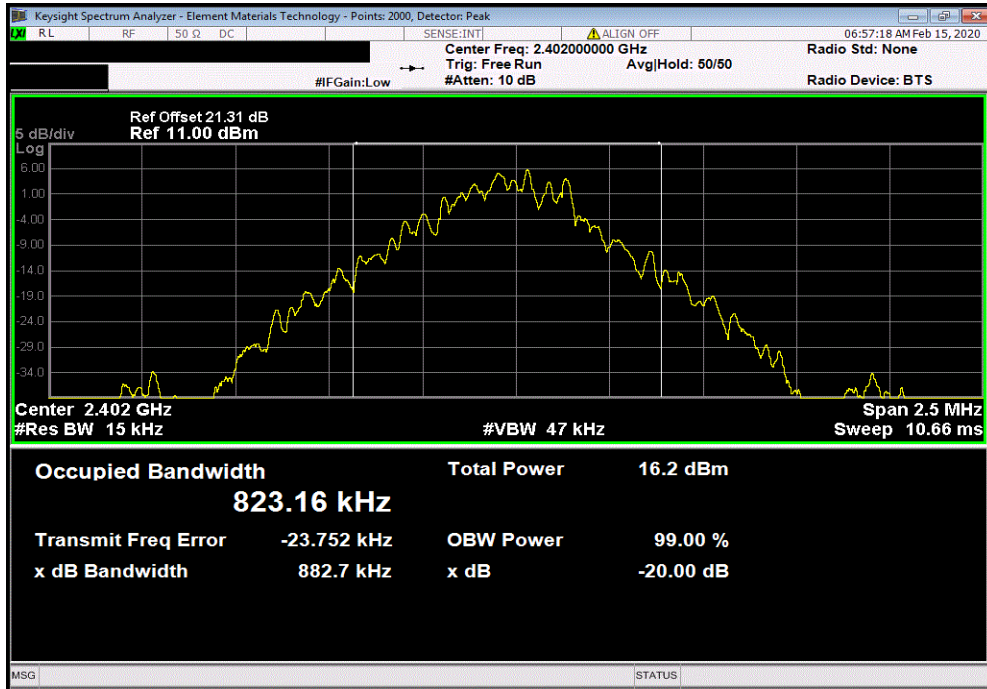 Keysight Spectrum Analyzer - Element Materials Technology - Points: 2000, Detector: Peak
LXI RL RF 50 Ω DC SENSE:INT ALIGN OFF 06:57:18 AM Feb 15, 2020
Center Freq: 2.402000000 GHz Radio Std: None
Trig: Free Run Avg|Hold: 50/50
#IFGain:Low #Atten: 10 dB Radio Device: BTS
Ref Offset 21.31 dB
5 dB/div Ref 11.00 dBm
Log
6.00
1.00
-4.00
-9.00
-14.0
-19.0
-24.0
-29.0
-34.0
Center 2.402 GHz Span 2.5 MHz
#Res BW 15 kHz #VBW 47 kHz Sweep 10.66 ms
Occupied Bandwidth Total Power 16.2 dBm
823.16 kHz
Transmit Freq Error -23.752 kHz OBW Power 99.00 %
x dB Bandwidth 882.7 kHz x dB -20.00 dB
MSG STATUS